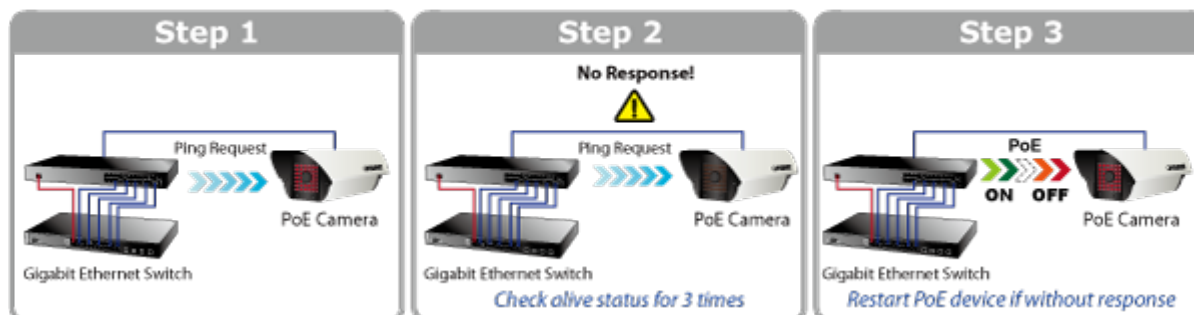 Step 1
Ping Request
PoE Camera
Gigabit Ethernet Switch
Step 2
No Response!
Ping Request
PoE Camera
Gigabit Ethernet Switch
Check alive status for 3 times
Step 3
PoE
ON OFF
PoE Camera
Gigabit Ethernet Switch
Restart PoE device if without response